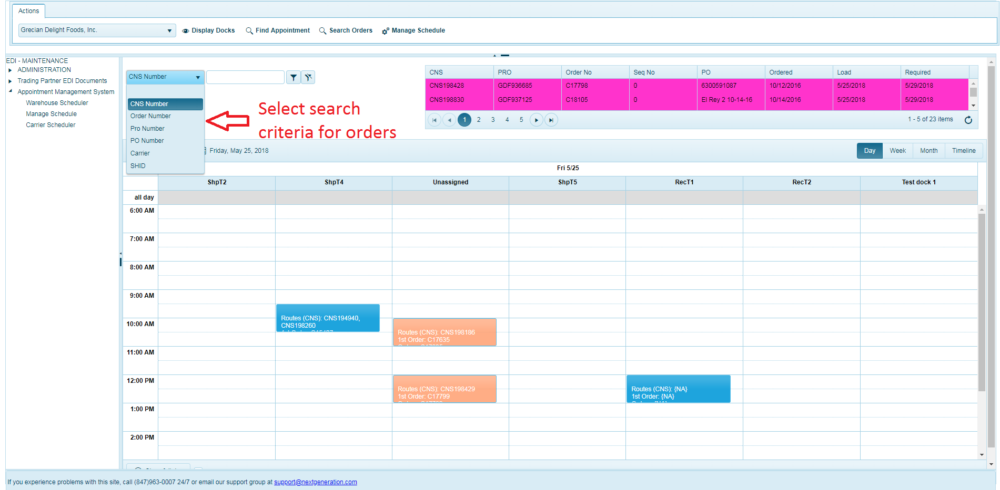 Actions
Grecian Delight Foods, Inc.
Display Docks
Find Appointment
Search Orders
Manage Schedule
EDI - MAINTENANCE
ADMINISTRATION
Trading Partner EDI Documents
Appointment Management System
Warehouse Scheduler
Manage Schedule
Carrier Scheduler
CNS Number
CNS Number
Order Number
Pro Number
PO Number
Carrier
SHID
Select search
criteria for orders
CNS PRO Order No Seq No PO Ordered Load Required
CNS198428 GDF936685 C17798 0 6300591087 10/12/2016 5/25/2018 5/29/2018
CNS198830 GDF937125 C18105 0 El Rey 2 10-14-16 10/14/2016 5/25/2018 5/29/2018
1 2 3 4 5
1 - 5 of 23 items
Friday, May 25, 2018
Day Week Month Timeline
Fri 5/25
ShpT2 ShpT4 Unassigned ShpT5 RecT1 RecT2 Test dock 1
all day
6:00 AM
7:00 AM
8:00 AM
9:00 AM
Routes (CNS): CNS194940,
CNS198260
10:00 AM
Routes (CNS): CNS198186
1st Order: C17635
11:00 AM
12:00 PM
Routes (CNS): CNS198429
1st Order: C17799
Routes (CNS): {NA}
1st Order: {NA}
1:00 PM
2:00 PM
If you experience problems with this site, call (847)963-0007 24/7 or email our support group at support@nextgeneration.com